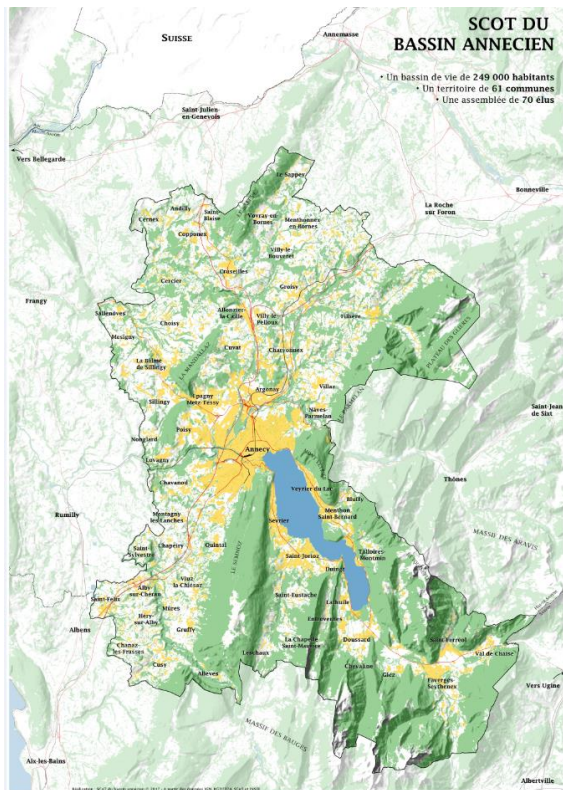 SCOT DU
BASSIN ANNECIEN
• Un bassin de vie de 249 000 habitants
• Un territoire de 61 communes
• Une assemblée de 70 élus
SUISSE
Annemasse
Saint-Julien
en-Genevois
Vers Bellegarde
Bonneville
La Roche
sur Foron
Le Sappey
Andilly
Saint-
Blaise
Vovray-en
Bornes
Menthonnex
en-Bornes
Cernex
Copponex
Villy-le
Bouveret
Cruseilles
Cercier
Groisy
Frangy
Sallenôves
Allonzier
la-Caille
Villy-le
Pelloux
Fillière
Choisy
Mésigny
Cuvat
Charvonnex
PLATEAU DES GLIÈRES
LA MANDALLAZ
La Balme
de Sillingy
Argonay
Villaz
Sillingy
Epagny
Metz-Tessy
Nâves-
Parmelan
Saint-Jean
de Sixt
Poisy
Nonglard
Lovagny
Annecy
Thônes
Chavanod
Veyrier du Lac
Bluffy
Rumilly
Menthon
Saint-Bernard
Montagny
les-Lanches
Sevrier
MASSIF DES ARAVIS
Quintal
LE SEMNOZ
Saint-
Sylvestre
Chapeiry
Saint-Jorioz
Talloires-
Montmin
Duingt
Alby-
sur-Chéran
Viuz
la-Chiésaz
Saint-Félix
Saint-Eustache
Lathuile
Mûres
Héry-
sur-Alby
Entrevernes
Gruffy
Albens
La Chapelle
Saint-Maurice
Doussard
Saint-Ferréol
Val de Chaise
Chainaz-
les-Frasses
Leschaux
Cusy
Chevaline
Allèves
Giez
Faverges-
Seythenex
Vers Ugine
MASSIF DES BAUGES
Aix-les-Bains
Albertville